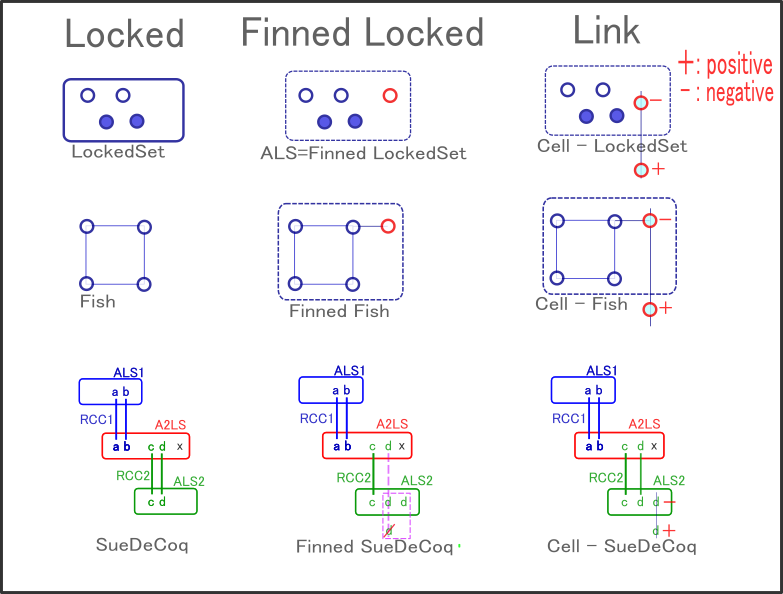 Locked Finned Locked Link
+: positive
-: negative
LockedSet
ALS=Finned LockedSet
Cell - LockedSet
-
+
Fish
Finned Fish
Cell - Fish
-
+
ALS1
a b
RCC1
A2LS
a b c d x
RCC2
ALS2
c d
SueDeCoq
ALS1
a b
RCC1
A2LS
a b c d x
RCC2
ALS2
c d d
d
Finned SueDeCoq
ALS1
a b
RCC1
A2LS
a b c d x
RCC2
ALS2
c d d +
d +
Cell - SueDeCoq